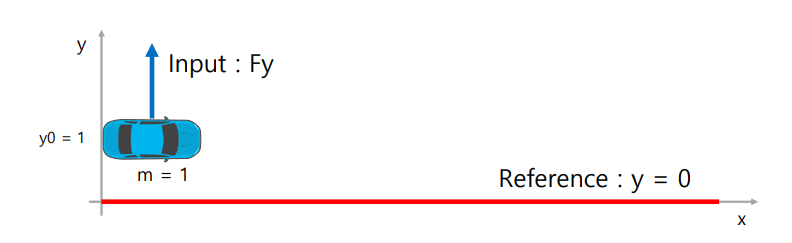 y
Input : Fy
y0 = 1
m = 1
Reference : y = 0
x